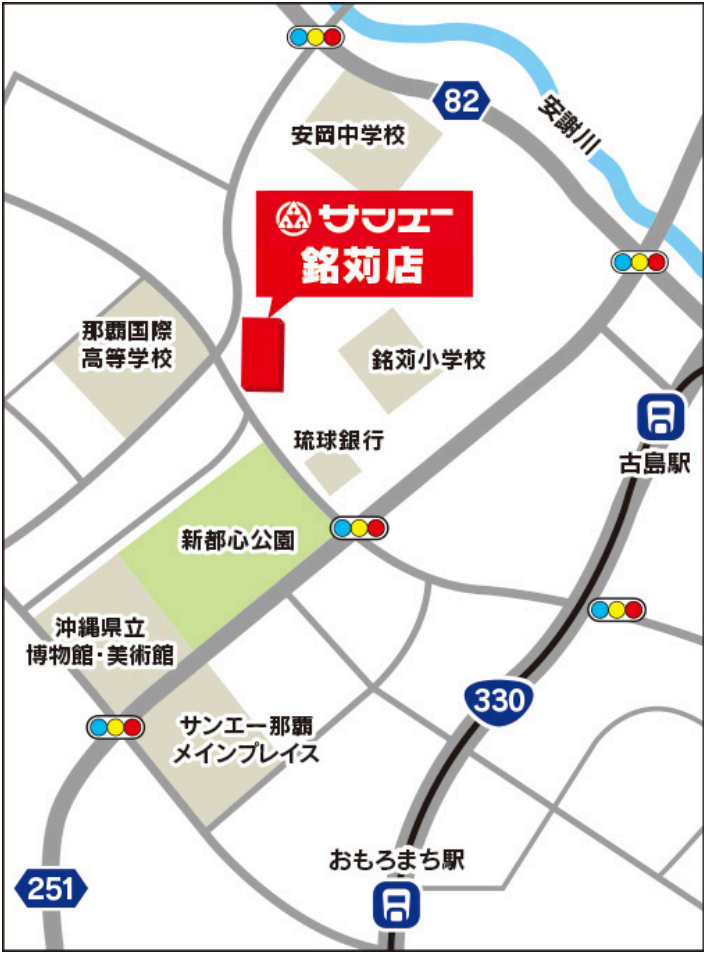 82
安謝川
安岡中学校
サンエー
銘苅店
那覇国際
高等学校
銘苅小学校
琉球銀行
古島駅
新都心公園
沖縄県立
博物館・美術館
330
サンエー那覇
メインプレイス
おもろまち駅
251